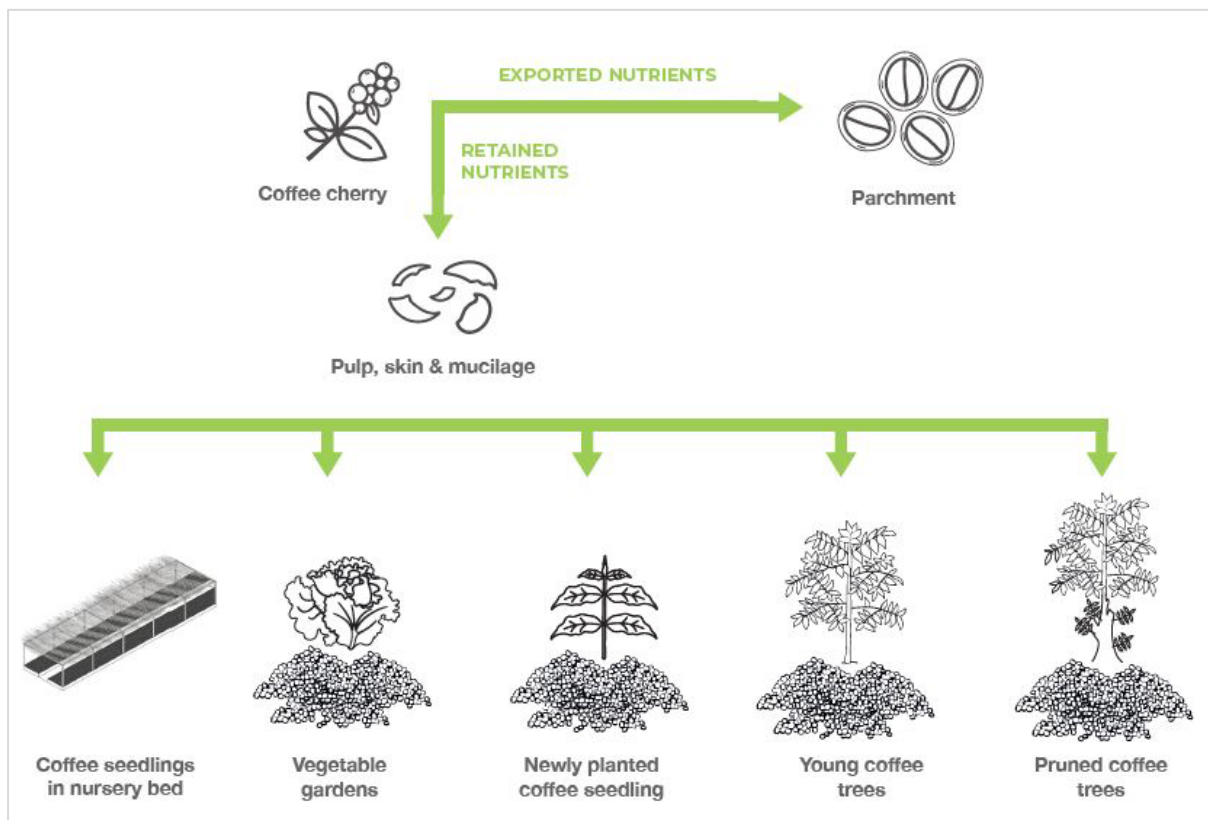 EXPORTED NUTRIENTS
RETAINED
NUTRIENTS
Coffee cherry
Parchment
Pulp, skin & mucilage
Coffee seedlings
in nursery bed
Vegetable
gardens
Newly planted
coffee seedling
Young coffee
trees
Pruned coffee
trees